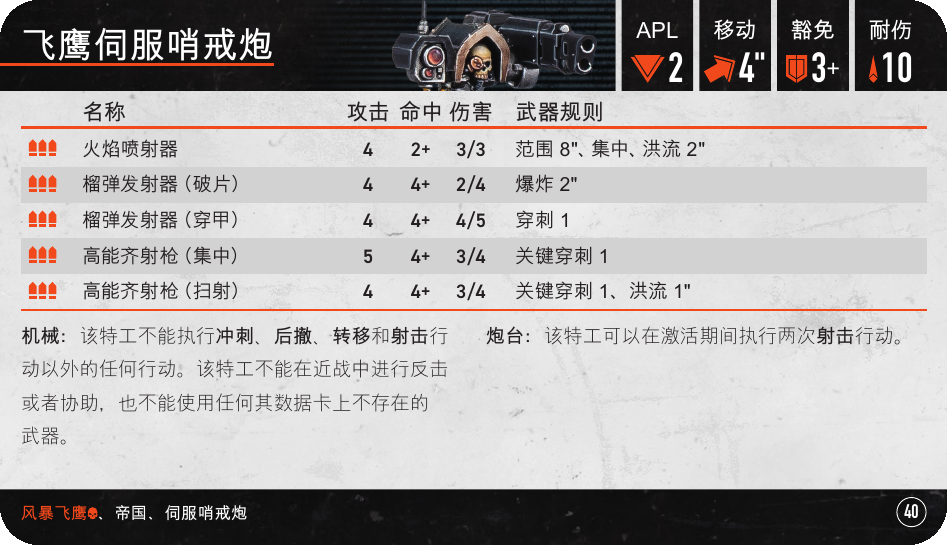 飞鹰伺服哨戒炮
APL 移动 豁免 耐伤
2 4" 3+ 10
名称 攻击 命中 伤害 武器规则
火焰喷射器 4 2+ 3/3 范围 8"、集中、洪流 2"
榴弹发射器（破片） 4 4+ 2/4 爆炸 2"
榴弹发射器（穿甲） 4 4+ 4/5 穿刺 1
高能齐射枪（集中） 5 4+ 3/4 关键穿刺 1
高能齐射枪（扫射） 4 4+ 3/4 关键穿刺 1、洪流 1"
机械：该特工不能执行冲刺、后撤、转移和射击行
动以外的任何行动。该特工不能在近战中进行反击
或者协助，也不能使用任何其数据卡上不存在的
武器。
炮台：该特工可以在激活期间执行两次射击行动。
风暴飞鹰、帝国、伺服哨戒炮
40